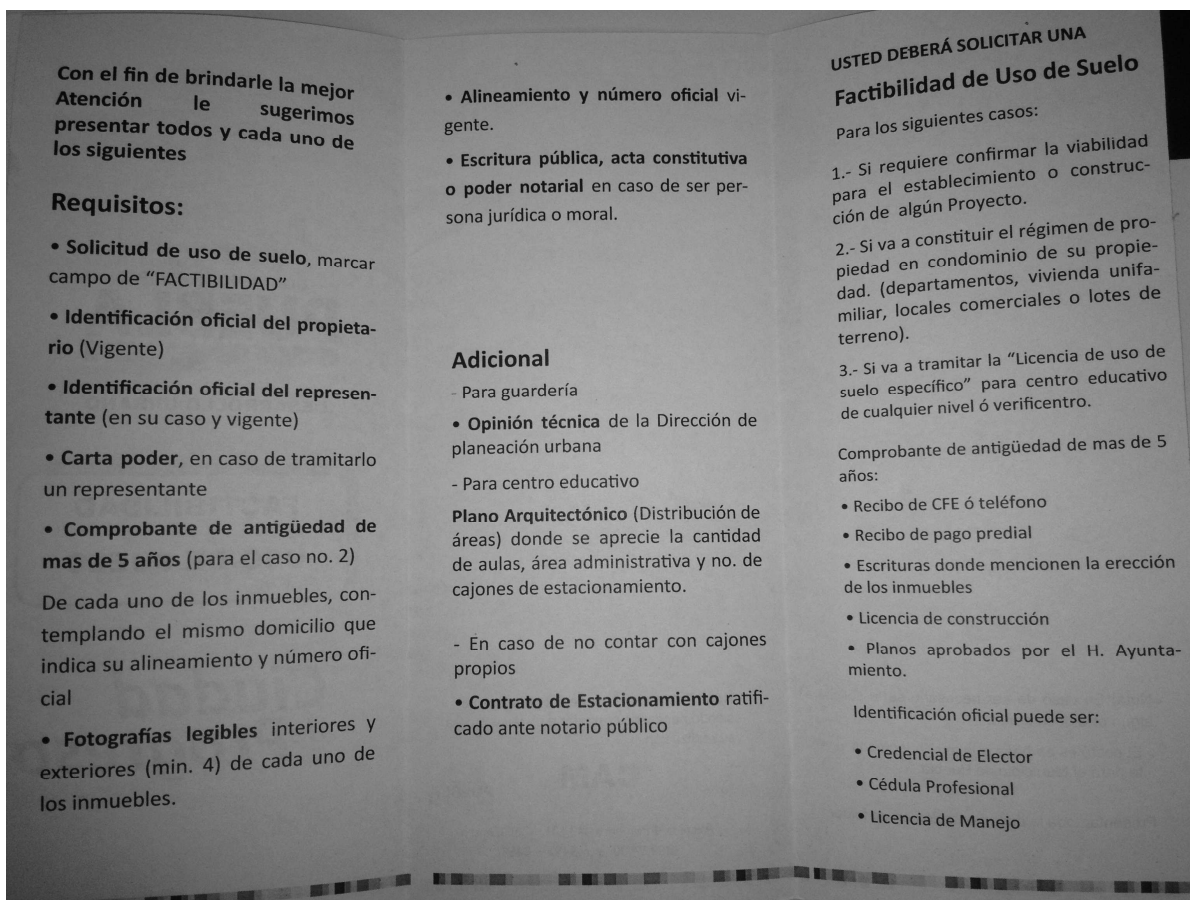 Con el fin de brindarle la mejor
Atención le sugerimos
presentar todos y cada uno de
los siguientes
Requisitos:
• Solicitud de uso de suelo, marcar
campo de “FACTIBILIDAD”
• Identificación oficial del propieta-
rio (Vigente)
• Identificación oficial del represen-
tante (en su caso y vigente)
• Carta poder, en caso de tramitarlo
un representante
• Comprobante de antigüedad de
mas de 5 años (para el caso no. 2)
De cada uno de los inmuebles, con-
templando el mismo domicilio que
indica su alineamiento y número ofi-
cial
• Fotografías legibles interiores y
exteriores (min. 4) de cada uno de
los inmuebles.
• Alineamiento y número oficial vi-
gente.
• Escritura pública, acta constitutiva
o poder notarial en caso de ser per-
sona jurídica o moral.
Adicional
- Para guardería
• Opinión técnica de la Dirección de
planeación urbana
- Para centro educativo
Plano Arquitectónico (Distribución de
áreas) donde se aprecie la cantidad
de aulas, área administrativa y no. de
cajones de estacionamiento.
- En caso de no contar con cajones
propios
• Contrato de Estacionamiento ratifi-
cado ante notario público
USTED DEBERÁ SOLICITAR UNA
Factibilidad de Uso de Suelo
Para los siguientes casos:
1.- Si requiere confirmar la viabilidad
para el establecimiento o construc-
ción de algún Proyecto.
2.- Si va a constituir el régimen de pro-
piedad en condominio de su propie-
dad. (departamentos, vivienda unifa-
miliar, locales comerciales o lotes de
terreno).
3.- Si va a tramitar la “Licencia de uso de
suelo específico” para centro educativo
de cualquier nivel ó verificentro.
Comprobante de antigüedad de mas de 5
años:
• Recibo de CFE ó teléfono
• Recibo de pago predial
• Escrituras donde mencionen la erección
de los inmuebles
• Licencia de construcción
• Planos aprobados por el H. Ayunta-
miento.
Identificación oficial puede ser:
• Credencial de Elector
• Cédula Profesional
• Licencia de Manejo